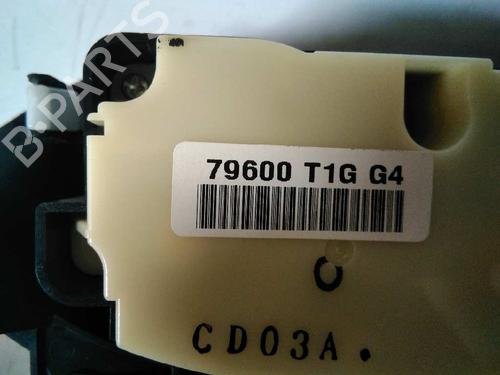 B-PARTS
79600 T1G G4
O
CD03A.